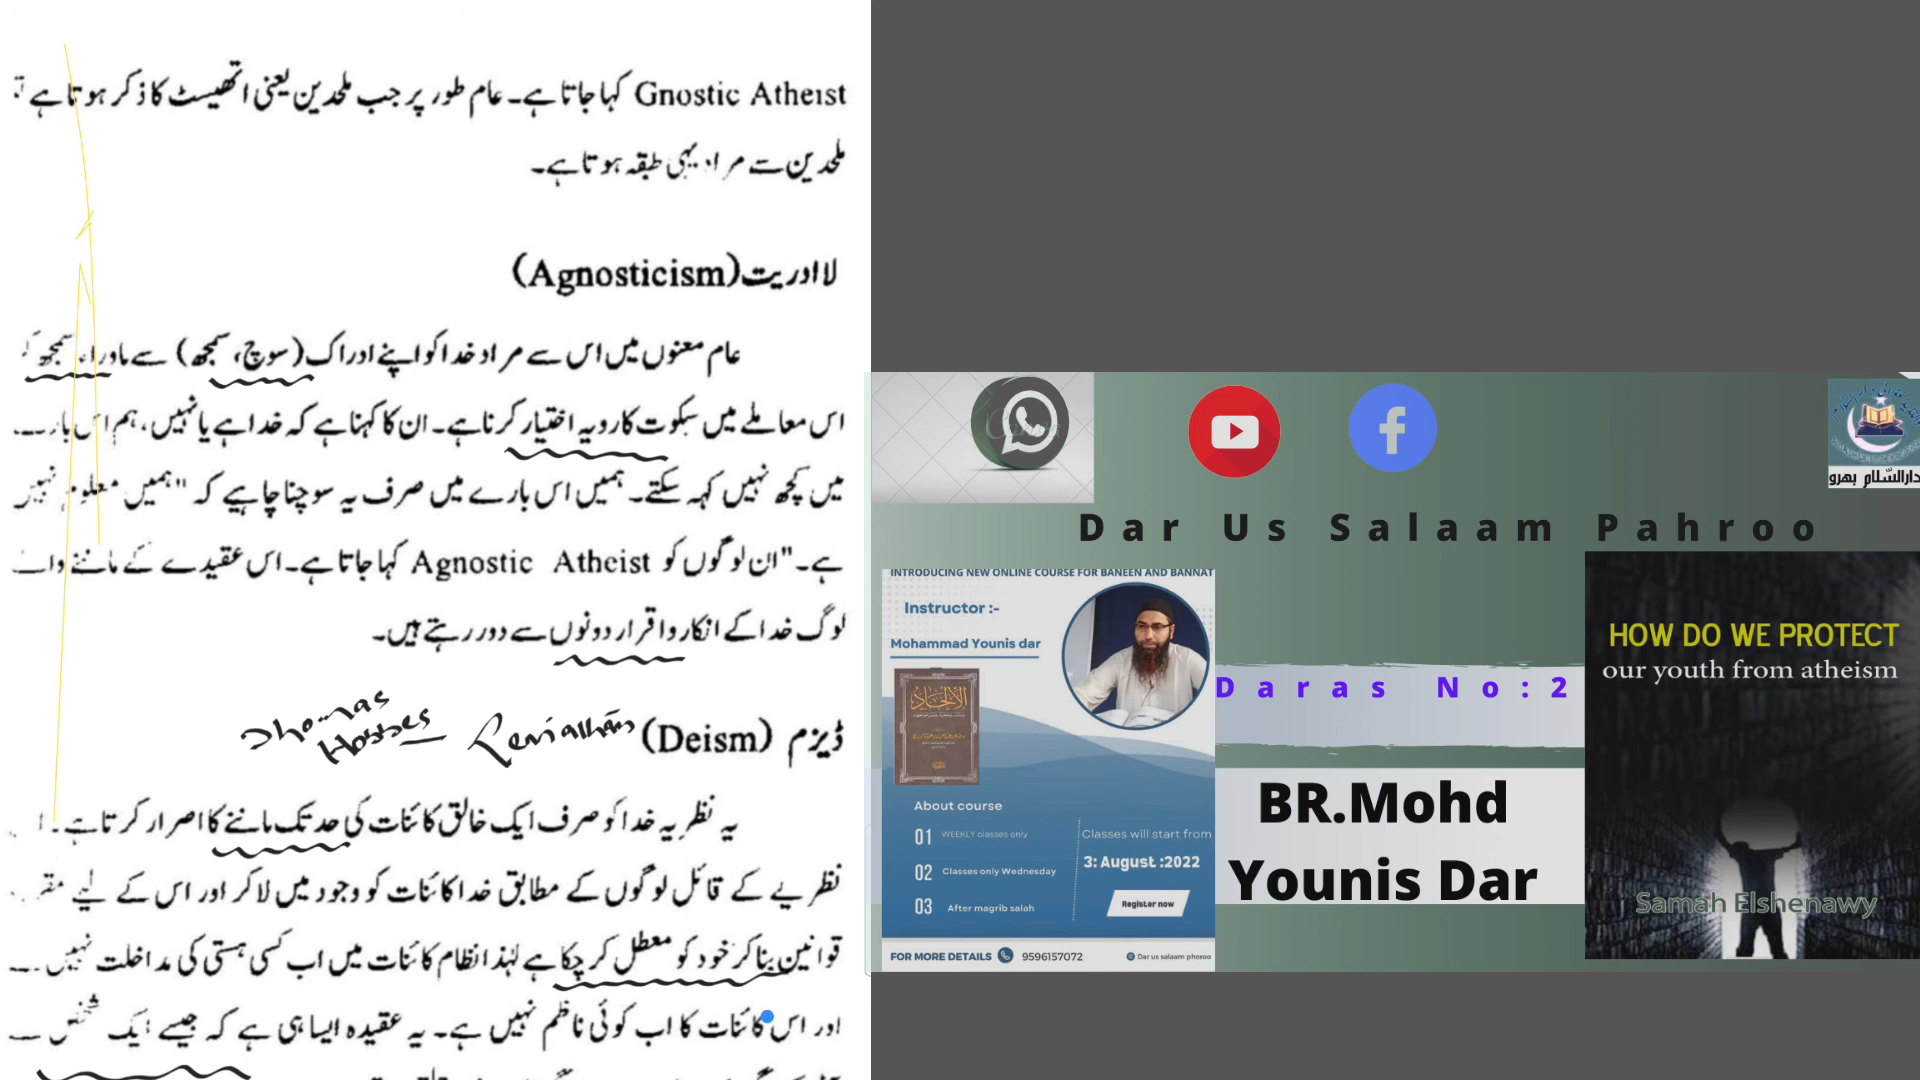 Gnostic Atheist کہا جاتا ہے۔ عام طور پر جب ملحدین یعنی اتھیسٹ کا ذکر ہوتا ہے
ملحدین سے مراد یہی طبقہ ہوتا ہے۔
لاادریت (Agnosticism)
عام معنوں میں اس سے مراد خدا کو اپنے ادراک (سوچ، سمجھ) سے ماوراء سمجھ
اس معاملے میں سکوت کا رویہ اختیار کرنا ہے۔ ان کا کہنا ہے کہ خدا ہے یا نہیں، ہم اس بارے
میں کچھ نہیں کہہ سکتے۔ ہمیں اس بارے میں صرف یہ سوچنا چاہیے کہ "ہمیں معلوم نہیں
ہے۔" ان لوگوں کو Agnostic Atheist کہا جاتا ہے۔ اس عقیدے کے ماننے والے
لوگ خدا کے انکار و اقرار دونوں سے دور رہتے ہیں۔
Thomas
Hobbes Leviathan
ڈیزم (Deism)
یہ نظریہ خدا کو صرف ایک خالق کائنات کی حد تک ماننے کا اصرار کرتا ہے۔
نظریے کے قائل لوگوں کے مطابق خدا کائنات کو وجود میں لا کر اور اس کے لیے
قوانین بنا کر خود کو معطل کر چکا ہے لہٰذا نظام کائنات میں اب کسی ہستی کی مداخلت نہیں
اور اس کائنات کا اب کوئی ناظم نہیں ہے۔ یہ عقیدہ ایسا ہی ہے کہ جیسے ایک شخص
دارالسّلام پهرو
Dar Us Salaam Pahroo
INTRODUCING NEW ONLINE COURSE FOR BANEEN AND BANNAT
Instructor :-
Mohammad Younis dar
الإلحاد
About course
01 WEEKLY classes only
02 Classes only Wednesday
03 After magrib salah
Classes will start from
3: August :2022
Register now
FOR MORE DETAILS 9596157072 Dar us salaam phoroo
Daras No:2
BR.Mohd
Younis Dar
HOW DO WE PROTECT
our youth from atheism
Samah Elshenawy